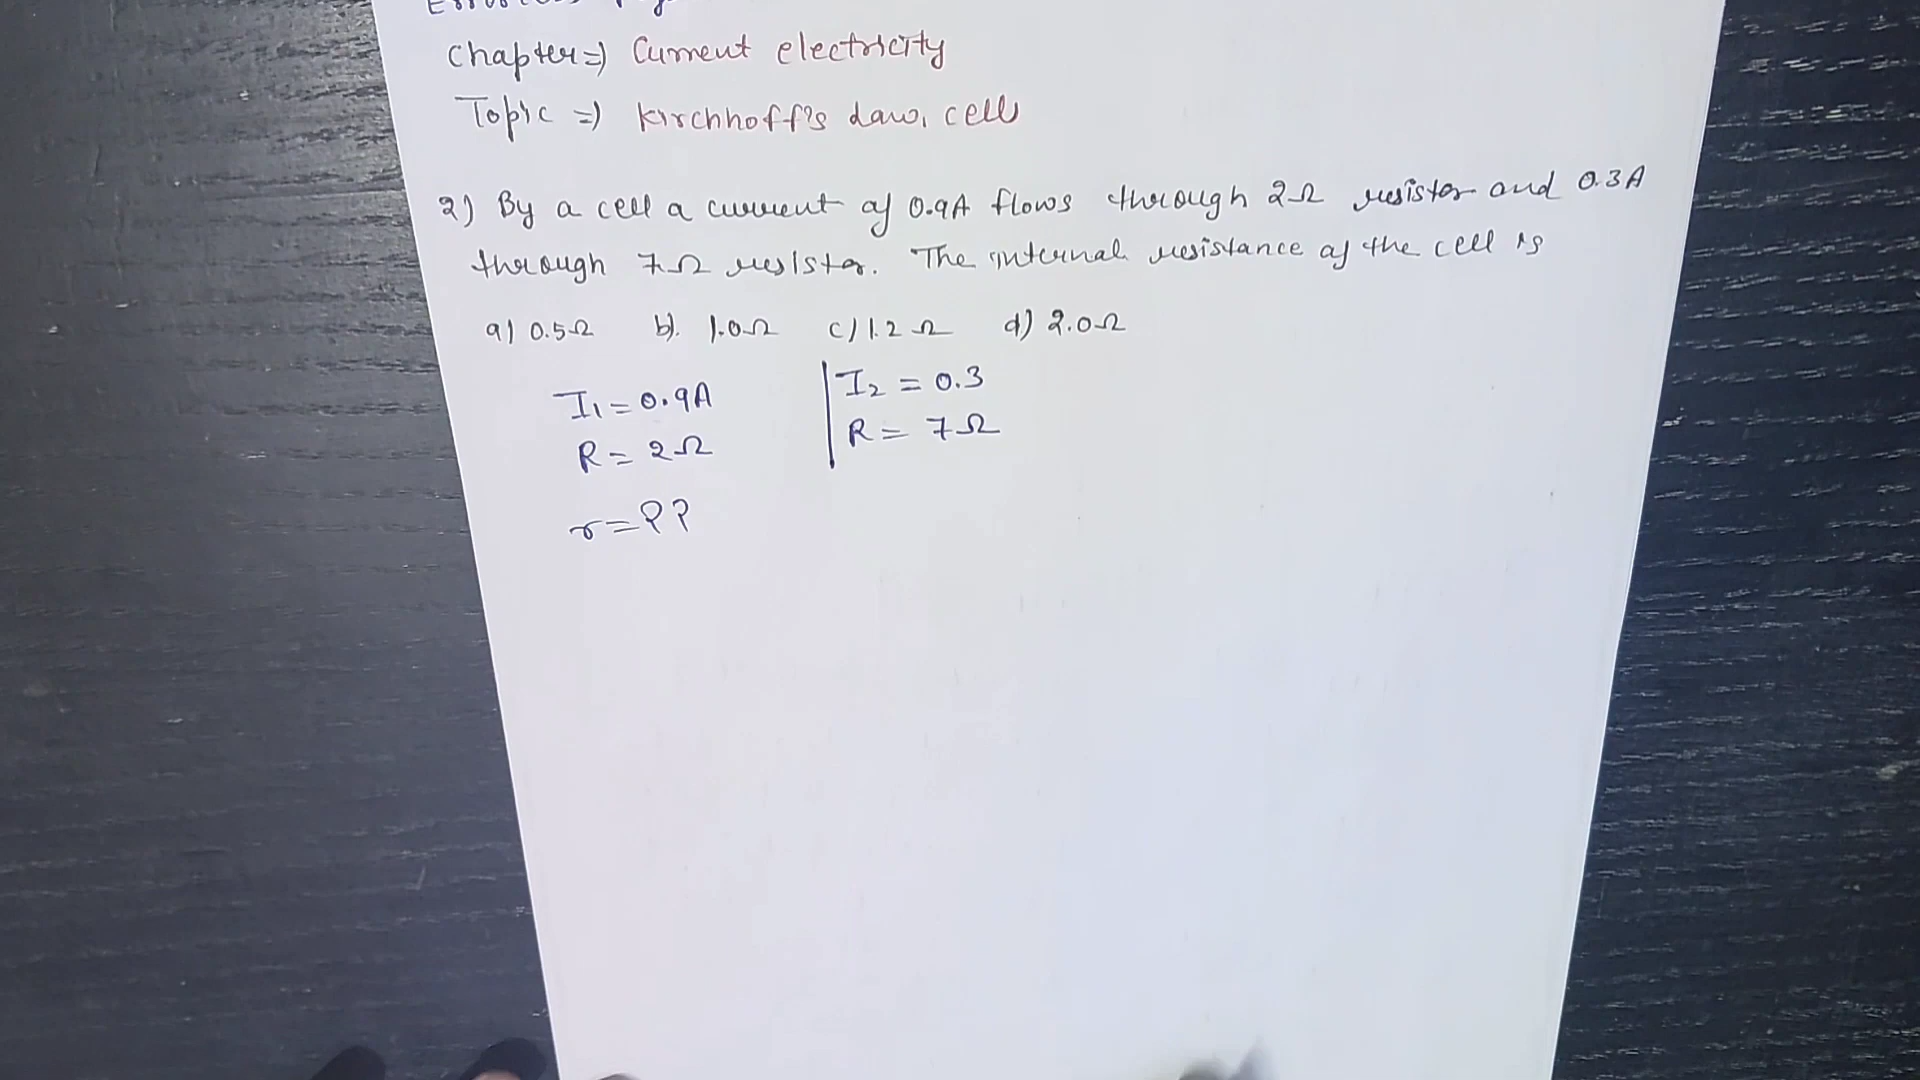 Chapter => Current electricity
Topic => Kirchhoff's law, cell
2) By a cell a current of 0.9A flows through 2Ω resistor and 0.3A
through 7Ω resistor. The internal resistance of the cell is
a) 0.5Ω b). 1.0Ω c) 1.2 Ω d) 2.0Ω
I1 = 0.9A I2 = 0.3
R = 2Ω R = 7Ω
r = ??